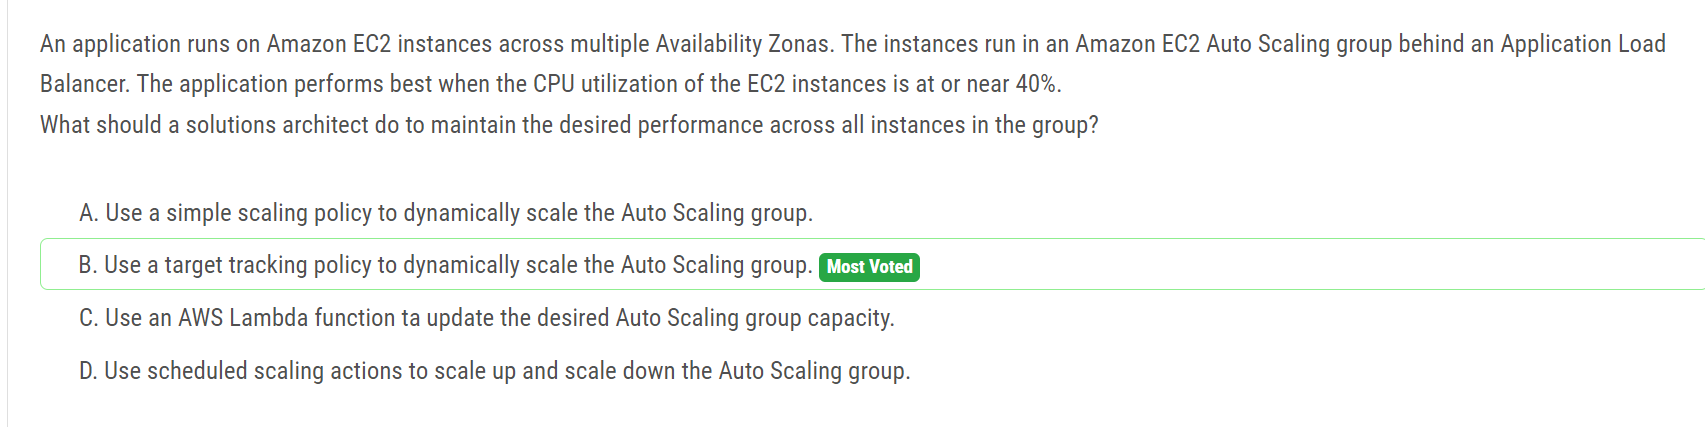 An application runs on Amazon EC2 instances across multiple Availability Zonas. The instances run in an Amazon EC2 Auto Scaling group behind an Application Load
Balancer. The application performs best when the CPU utilization of the EC2 instances is at or near 40%.
What should a solutions architect do to maintain the desired performance across all instances in the group?
A. Use a simple scaling policy to dynamically scale the Auto Scaling group.
B. Use a target tracking policy to dynamically scale the Auto Scaling group. Most Voted
C. Use an AWS Lambda function ta update the desired Auto Scaling group capacity.
D. Use scheduled scaling actions to scale up and scale down the Auto Scaling group.